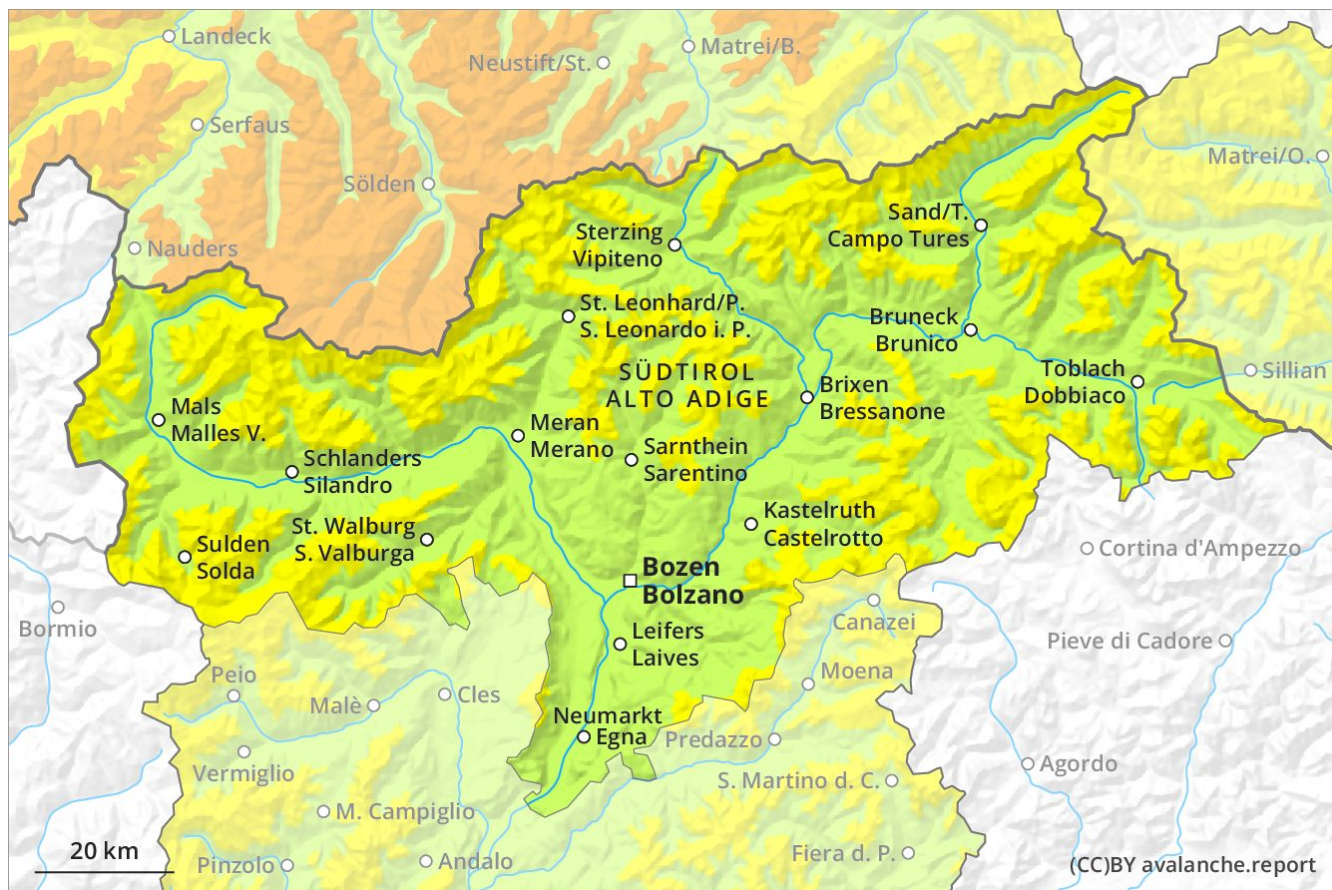 Landeck
Matrei/B.
Neustift/St.
Serfaus
Matrei/O.
Sölden
Sand/T.
Campo Tures
Sterzing
Vipiteno
Nauders
St. Leonhard/P.
S. Leonardo i. P.
Bruneck
Brunico
SÜDTIROL
ALTO ADIGE
Toblach
Dobbiaco
Sillian
Brixen
Bressanone
Mals
Malles V.
Meran
Merano
Sarnthein
Sarentino
Schlanders
Silandro
Kastelruth
Castelrotto
St. Walburg
S. Valburga
Sulden
Solda
Cortina d'Ampezzo
Bozen
Bolzano
Bormio
Canazei
Leifers
Laives
Pieve di Cadore
Peio
Moena
Malè
Cles
Neumarkt
Egna
Predazzo
Vermiglio
Agordo
S. Martino d. C.
M. Campiglio
20 km
Fiera d. P.
Pinzolo
Andalo
(CC)BY avalanche.report